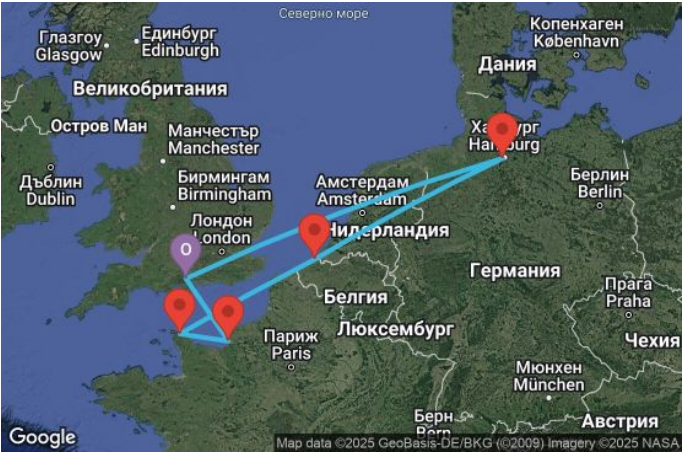 Северно море
Глазгоу
Glasgow
Единбург
Edinburgh
Копенхаген
København
Дания
Великобритания
Остров Ман
Манчестър
Manchester
Hamburg
Дъблин
Dublin
Бирмингам
Birmingham
Амстердам
Amsterdam
Берлин
Berlin
Лондон
London
O
Нидерландия
Германия
Прага
Praha
Белгия
Париж
Paris
Люксембург
Чехия
Мюнхен
München
Берн
Bern
Австрия
Google
Map data ©2025 GeoBasis-DE/BKG (©2009) Imagery ©2025 NASA